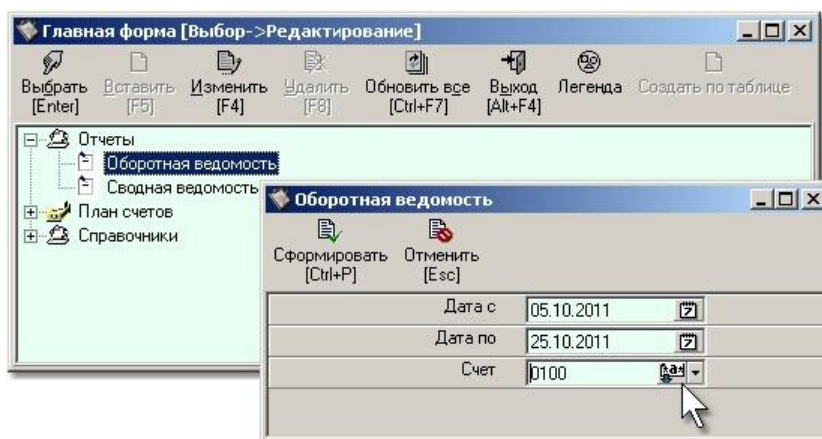 Главная форма [Выбор->Редактирование]
Выбрать Вставить Изменить Удалить Обновить все Выход Легенда Создать по таблице
[Enter] [F5] [F4] [F8] [Ctrl+F7] [Alt+F4]
Отчеты
Оборотная ведомость
Сводная ведомость
План счетов
Справочники
Оборотная ведомость
Сформировать Отменить
[Ctrl+P] [Esc]
Дата с 05.10.2011
Дата по 25.10.2011
Счет 0100